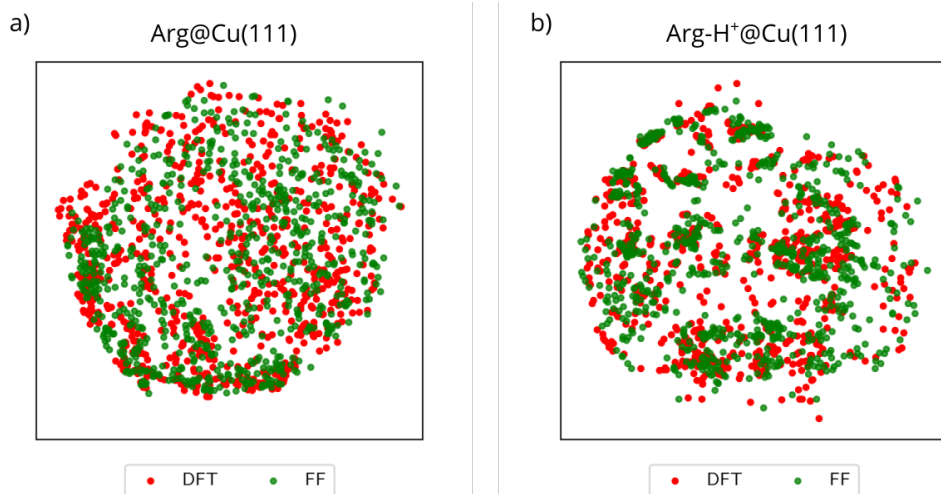 a)
Arg@Cu(111)
DFT FF
b)
Arg-H⁺@Cu(111)
DFT FF